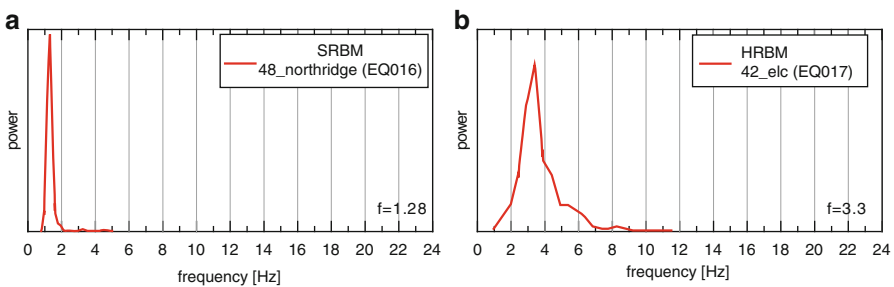 a
SRBM
48_northridge (EQ016)
power
f=1.28
0 2 4 6 8 10 12 14 16 18 20 22 24
frequency [Hz]
b
HRBM
42_elc (EQ017)
power
f=3.3
0 2 4 6 8 10 12 14 16 18 20 22 24
frequency [Hz]